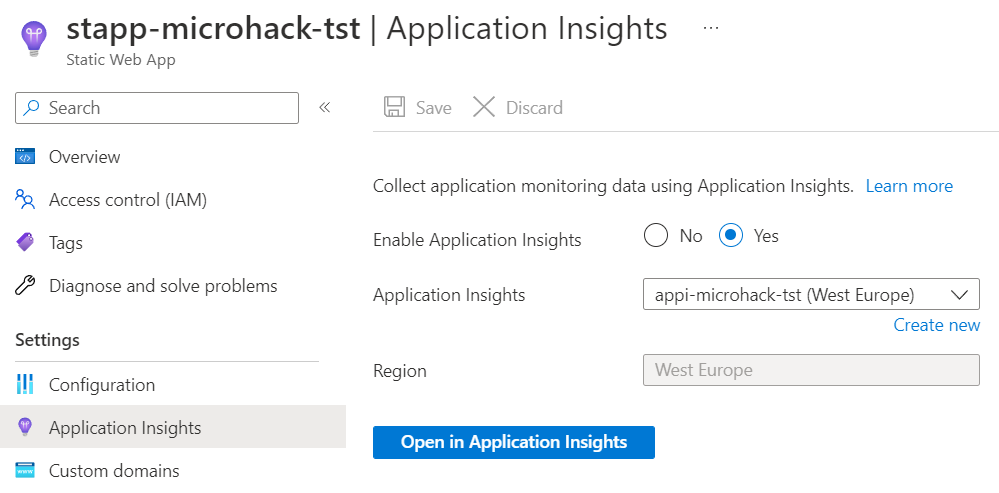 stapp-microhack-tst | Application Insights ...
Static Web App
Search «
Save Discard
Overview
Access control (IAM)
Tags
Diagnose and solve problems
Settings
Configuration
Application Insights
Custom domains
Collect application monitoring data using Application Insights. Learn more
Enable Application Insights No Yes
Application Insights appi-microhack-tst (West Europe)
Create new
Region West Europe
Open in Application Insights